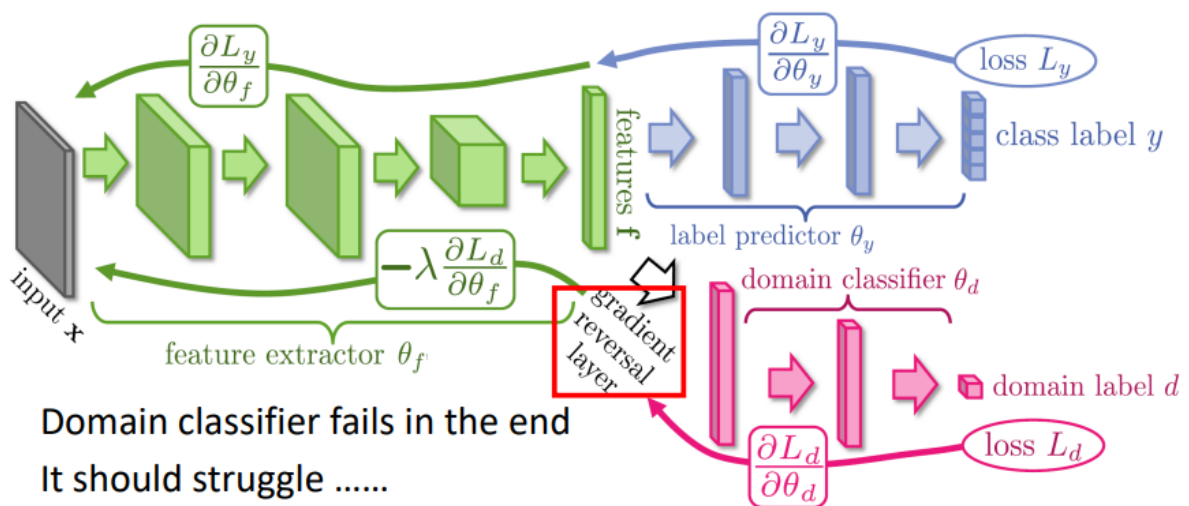 ∂L_y/∂θ_f
∂L_y/∂θ_y
loss L_y
features f
class label y
label predictor θ_y
input x
−λ ∂L_d/∂θ_f
feature extractor θ_f
gradient
reversal
layer
domain classifier θ_d
domain label d
∂L_d/∂θ_d
loss L_d
Domain classifier fails in the end
It should struggle ……